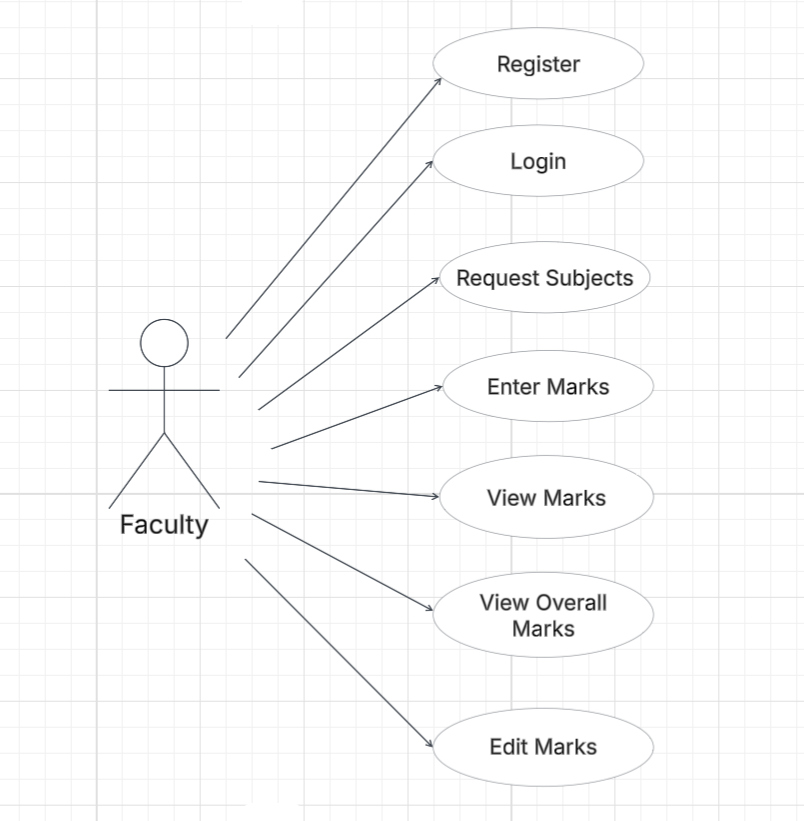 Register
Login
Request Subjects
Enter Marks
View Marks
Faculty
View Overall
Marks
Edit Marks